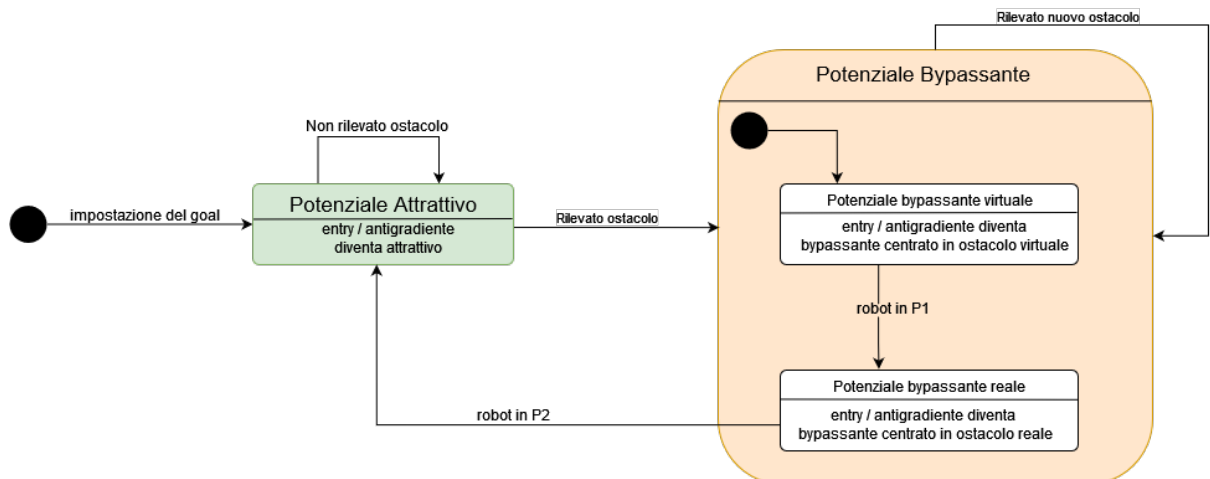 Rilevato nuovo ostacolo
Potenziale Bypassante
Non rilevato ostacolo
impostazione del goal
Potenziale Attrattivo
entry / antigradiente
diventa attrattivo
Rilevato ostacolo
Potenziale bypassante virtuale
entry / antigradiente diventa
bypassante centrato in ostacolo virtuale
robot in P1
Potenziale bypassante reale
entry / antigradiente diventa
bypassante centrato in ostacolo reale
robot in P2